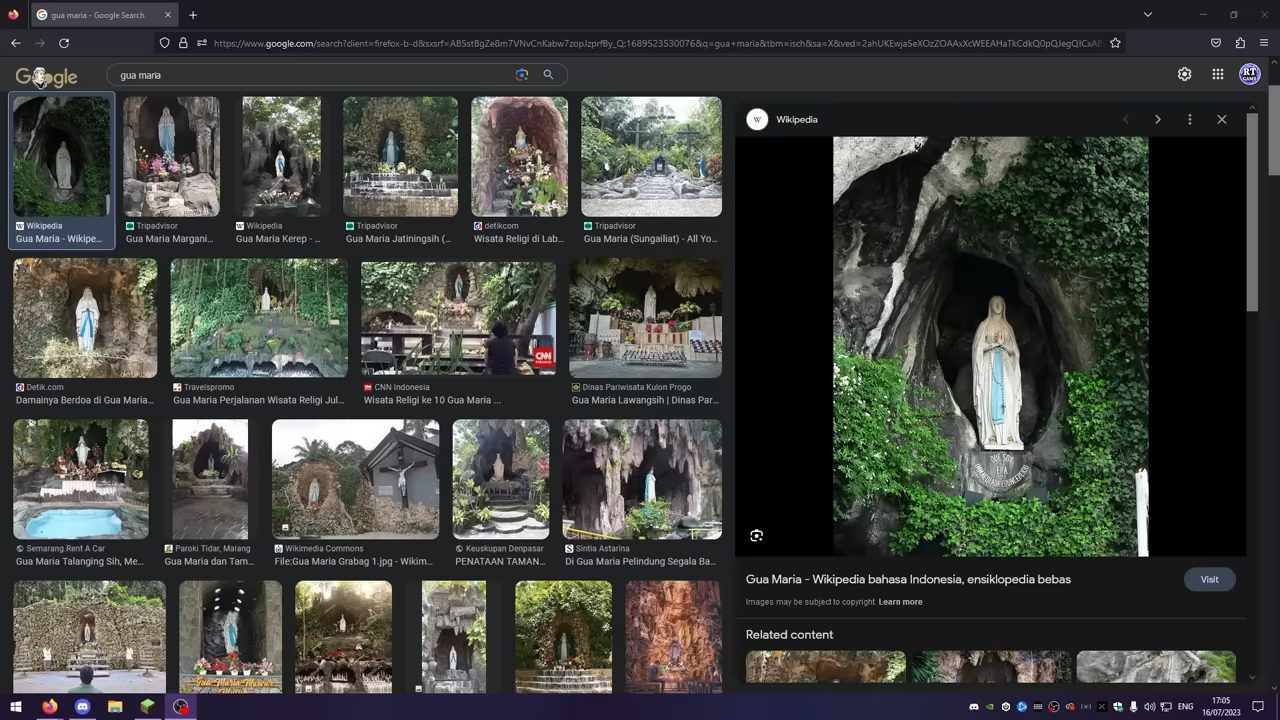 gua maria - Google Search
https://www.google.com/search?client=firefox-b-d&sxsrf=AB5stBgZe8m7VNvCnKabw7zopJzprfBy_Q:1689523530076&q=gua+maria&tbm=isch&sa=X&ved=2ahUKEwja5eXOzZOAAxXcWEEAHaTkCdkQ0pQJegQICxAB
Google
gua maria
RT
GAME
Wikipedia
Gua Maria - Wikipe...
Tripadvisor
Gua Maria Margani...
Wikipedia
Gua Maria Kerep - ...
Tripadvisor
Gua Maria Jatiningsih (...
detikcom
Wisata Religi di Lab...
Tripadvisor
Gua Maria (Sungailiat) - All Yo...
Detik.com
Damainya Berdoa di Gua Maria...
Travelspromo
Gua Maria Perjalanan Wisata Religi Jul...
CNN
CNN Indonesia
Wisata Religi ke 10 Gua Maria ...
Dinas Pariwisata Kulon Progo
Gua Maria Lawangsih | Dinas Par...
Semarang Rent A Car
Gua Maria Talanging Sih, Me...
Paroki Tidar, Malang
Gua Maria dan Tam...
Wikimedia Commons
File:Gua Maria Grabag 1.jpg - Wikim...
Keuskupan Denpasar
PENATAAN TAMAN...
Sintia Astarina
Di Gua Maria Pelindung Segala Ba...
Wikipedia
QUE SOY
ERA
IMMACULADA
Gua Maria - Wikipedia bahasa Indonesia, ensiklopedia bebas
Visit
Images may be subject to copyright. Learn more
Related content
ENG
17:05
16/07/2023